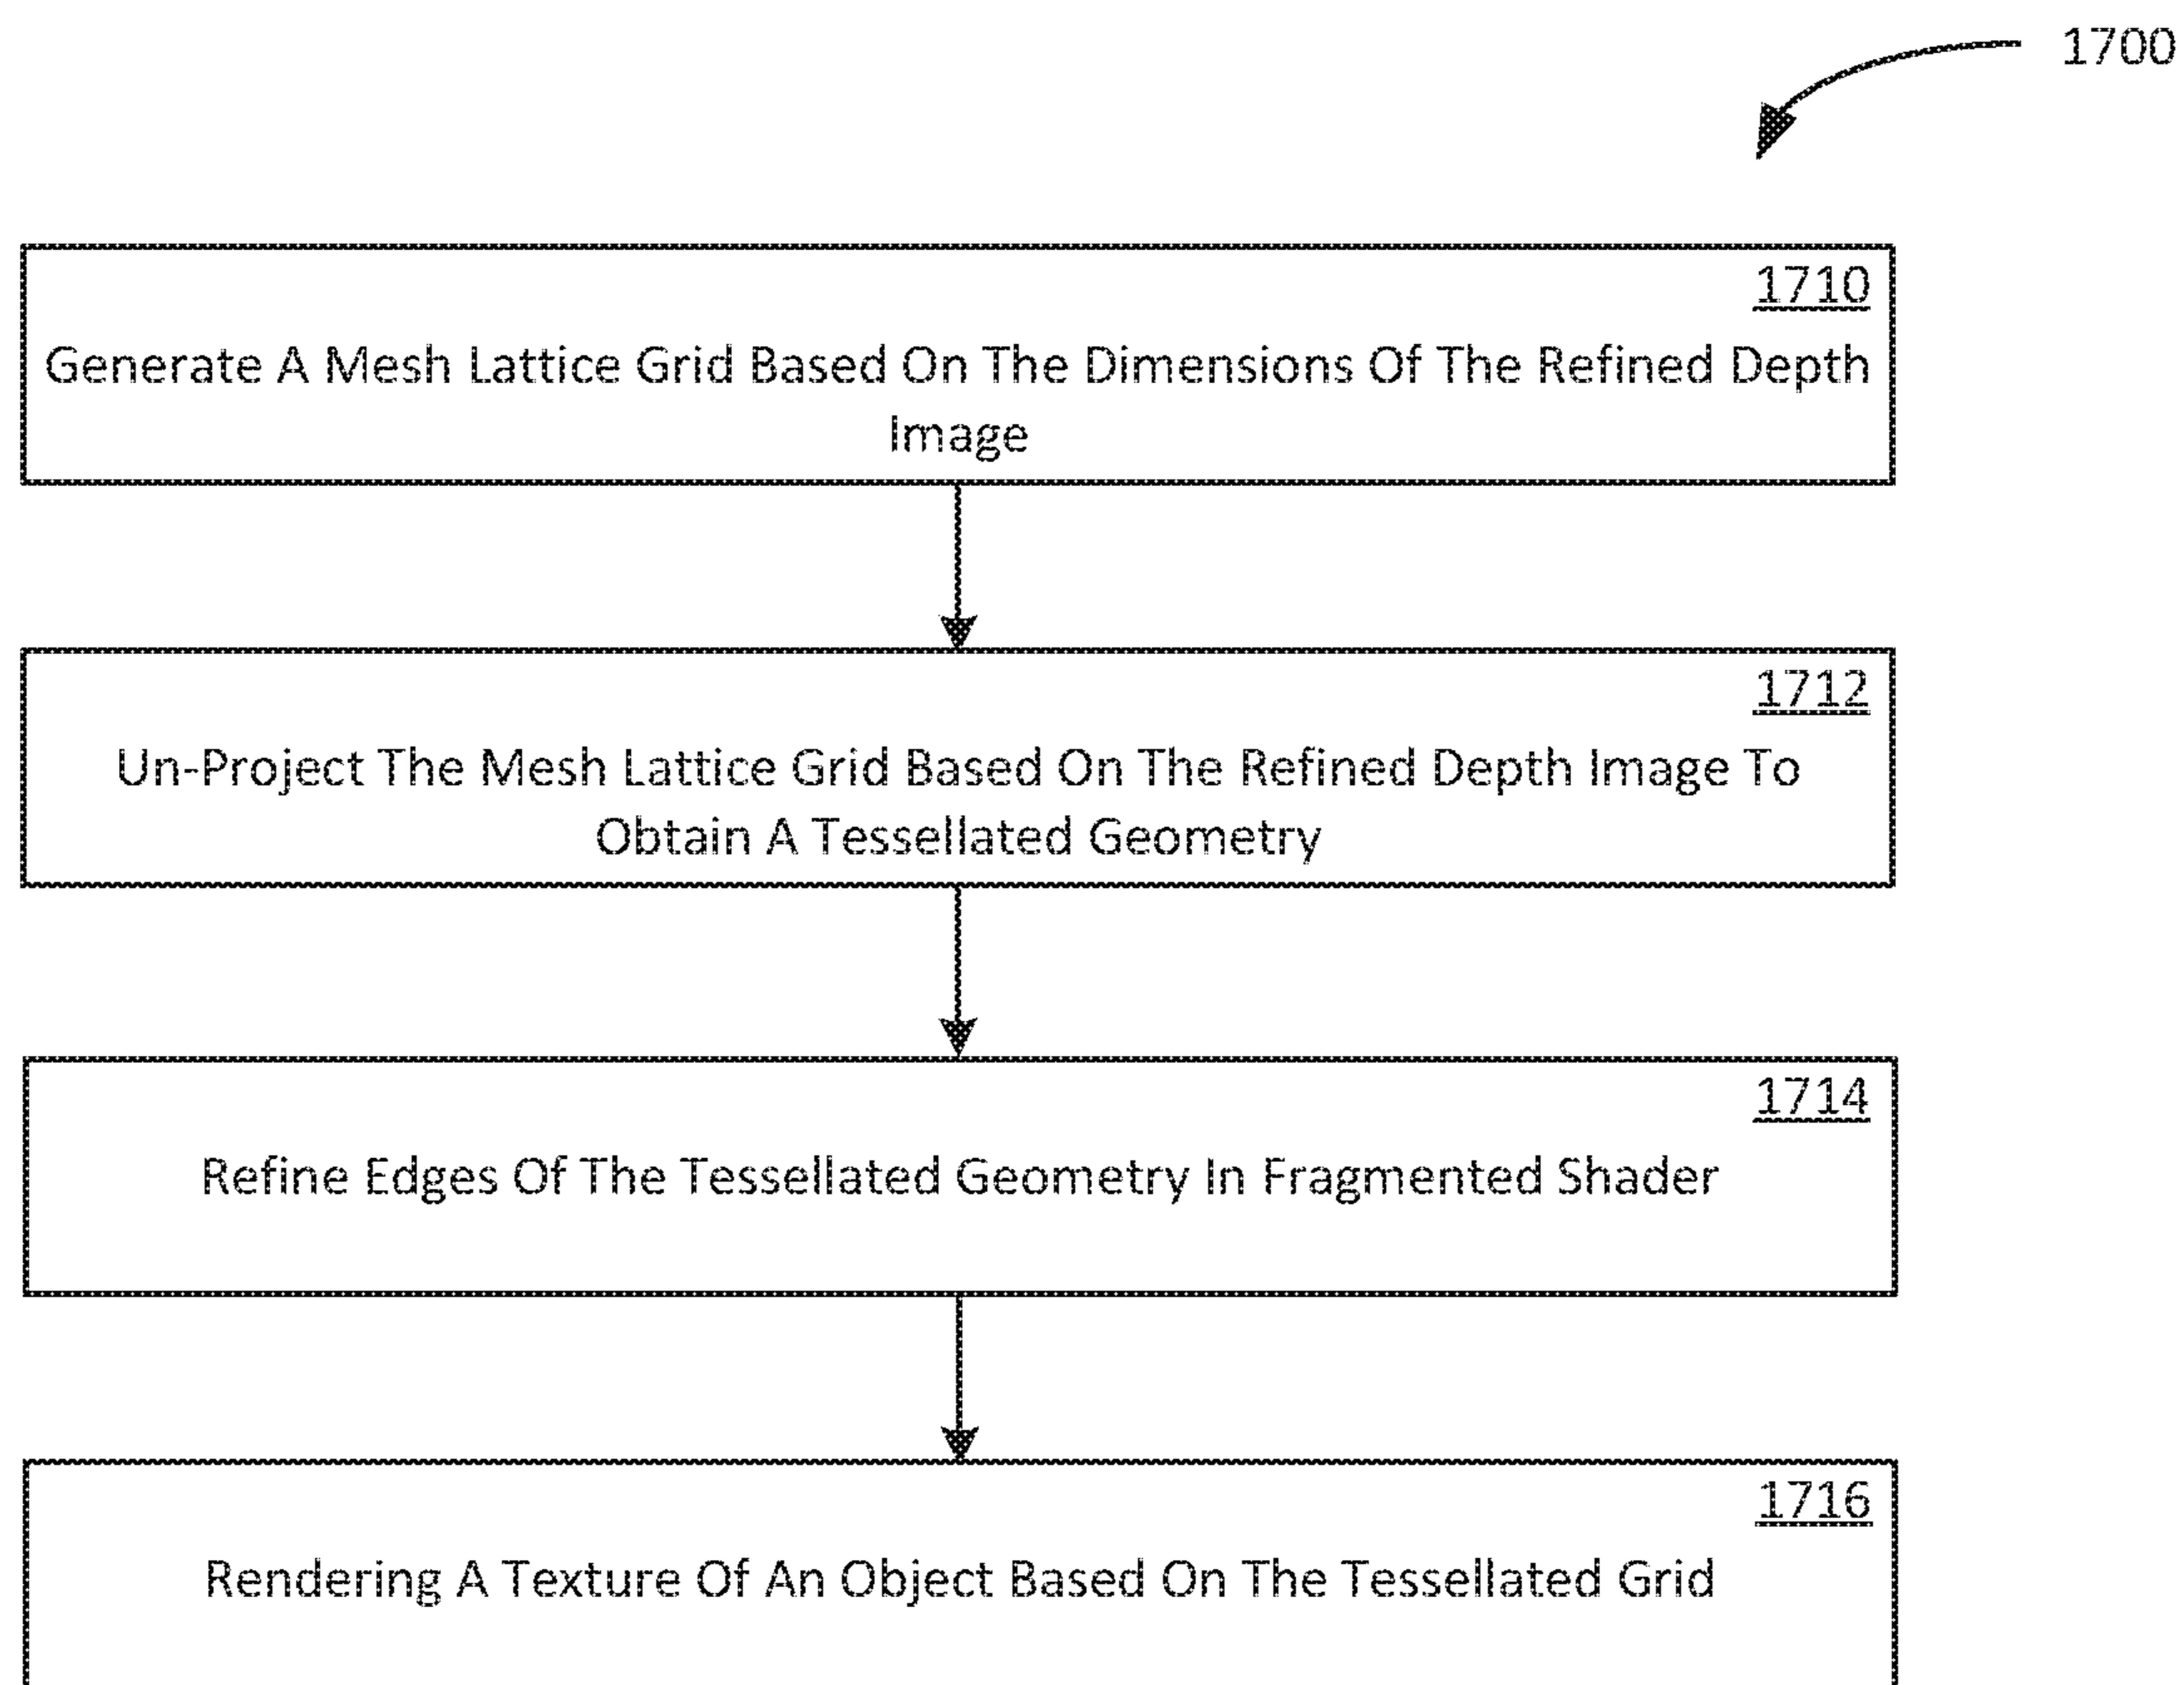 1700
1710
Generate A Mesh Lattice Grid Based On The Dimensions Of The Refined Depth
Image
1712
Un-Project The Mesh Lattice Grid Based On The Refined Depth Image To
Obtain A Tessellated Geometry
1714
Refine Edges Of The Tessellated Geometry In Fragmented Shader
1716
Rendering A Texture Of An Object Based On The Tessellated Grid